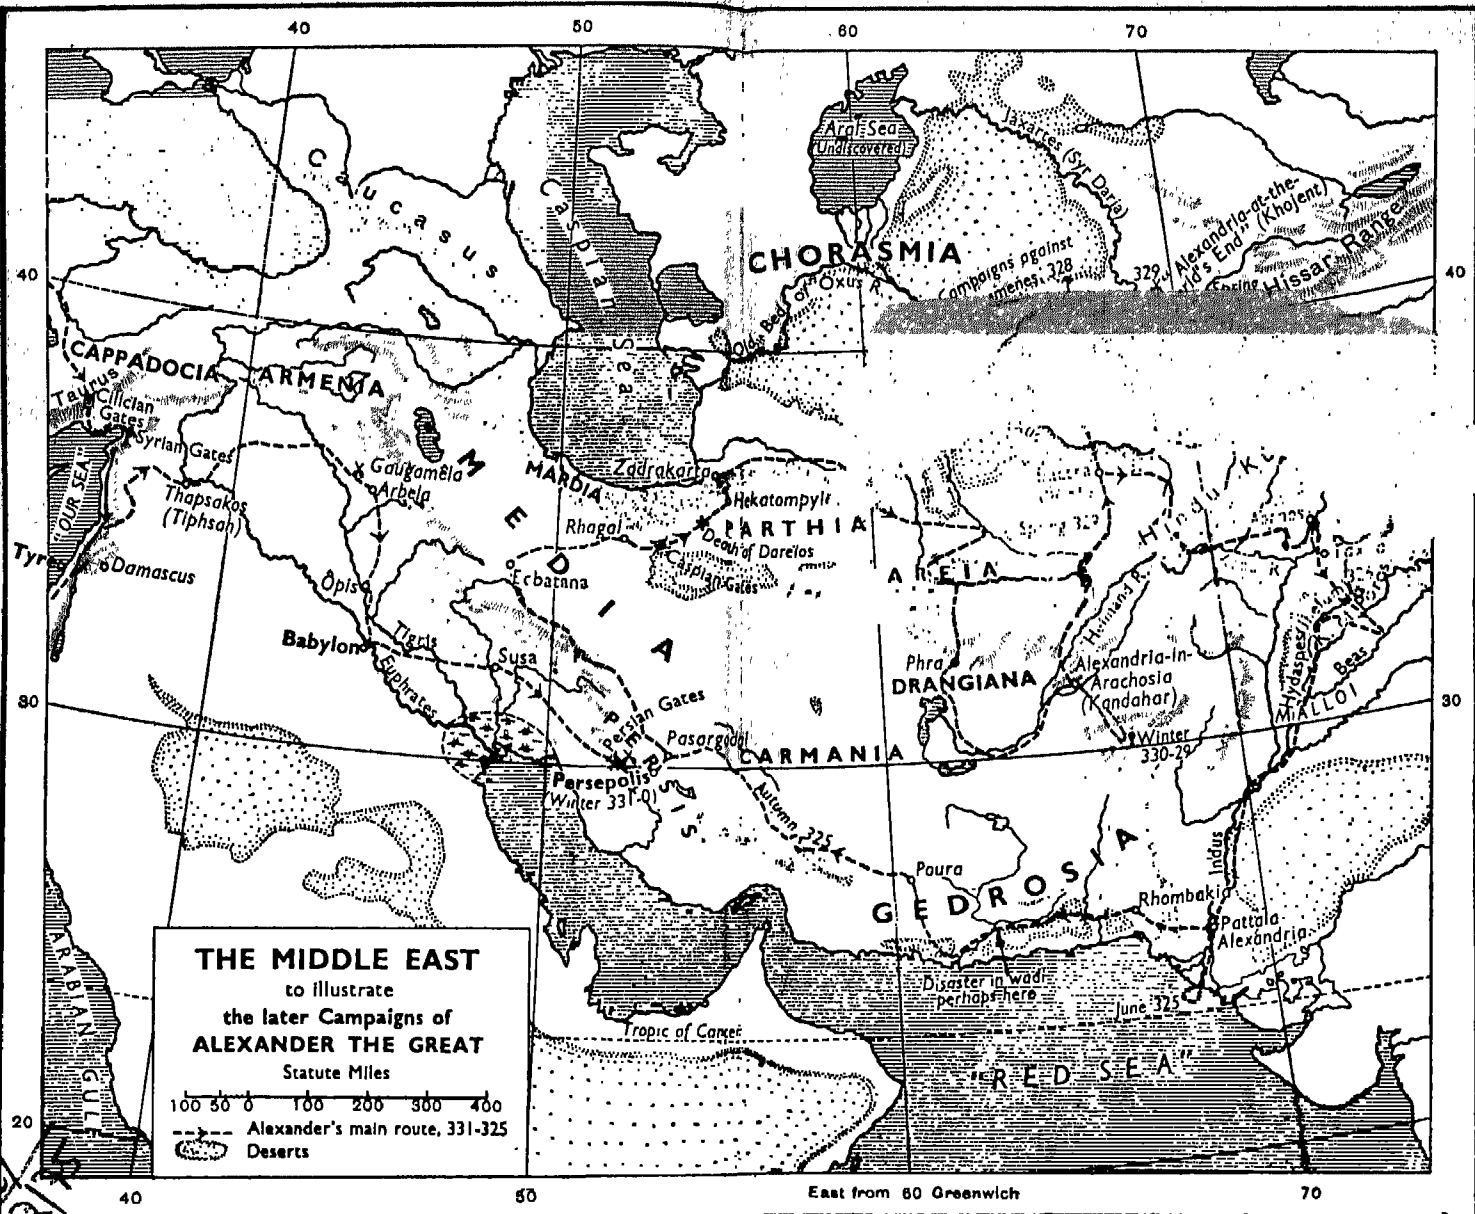 40
50
60
70
Aral Sea
(Undiscovered)
Jaxartes (Syr Darja)
Caucasus
Caspian Sea
CHORASMIA
Alexandria-at-the-
World's End" (Khojent)
Hissar Range
40
40
Campaigns against
328
329
Spring
Old Bed of Oxus R.
CAPPADOCIA
ARMENIA
Taurus
Cilician
Gates
Syrian Gates
"OUR SEA"
Thapsakos
(Tiphsah)
Gaugamela
Arbela
MEDIA
MARDIA
Zadrakarta
Hekatompyli
PARTHIA
Rhagai
Death of Dareios
Caspian Gates
Tyre
Damascus
Opis
Ecbatana
AREIA
Spring 329
Hindu
Helmand R.
Babylon
Tigris
Euphrates
Susa
Phra
DRANGIANA
Alexandria-in-
Arachosia
(Kandahar)
Winter
330-29
Beas
MALLOI
30
30
Persian Gates
PERSIS
Pasargadai
CARMANIA
Persepolis
(Winter 331-0)
Autumn 325
Poura
GEDROSIA
Indus
Rhombakia
Pattala
Alexandria
Disaster in wadi
perhaps here
June 325
Tropic of Cancer
"RED SEA"
ARABIAN GULF
THE MIDDLE EAST
to illustrate
the later Campaigns of
ALEXANDER THE GREAT
Statute Miles
100 50 0 100 200 300 400
Alexander's main route, 331-325
Deserts
20
40
50
East from 60 Greenwich
70